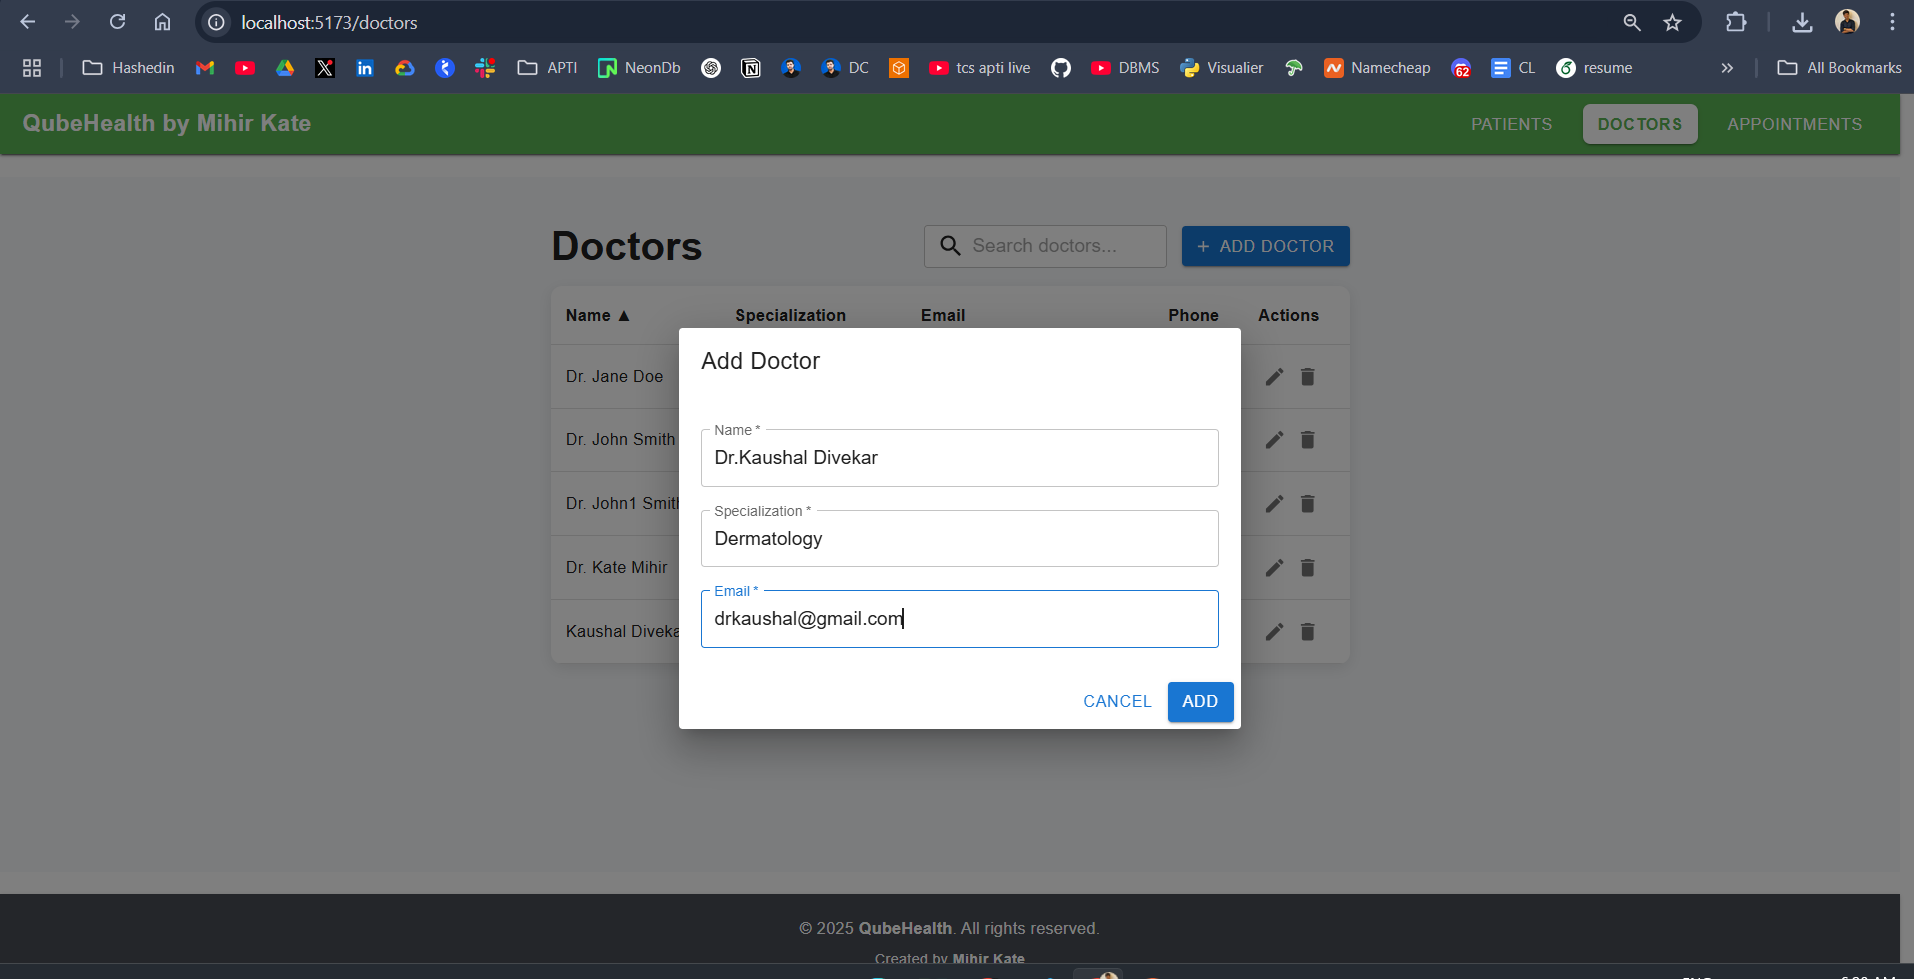 localhost:5173/doctors
Hashedin APTI NeonDb DC tcs apti live DBMS Visualier Namecheap 62 CL resume » All Bookmarks
QubeHealth by Mihir Kate PATIENTS DOCTORS APPOINTMENTS
Doctors Search doctors... + ADD DOCTOR
Name ▲ Specialization Email Phone Actions
Dr. Jane Doe
Dr. John Smith
Dr. John1 Smith
Dr. Kate Mihir
Kaushal Diveka
Add Doctor
Name *
Dr.Kaushal Divekar
Specialization *
Dermatology
Email *
drkaushal@gmail.com
CANCEL ADD
© 2025 QubeHealth. All rights reserved.
Created by Mihir Kate